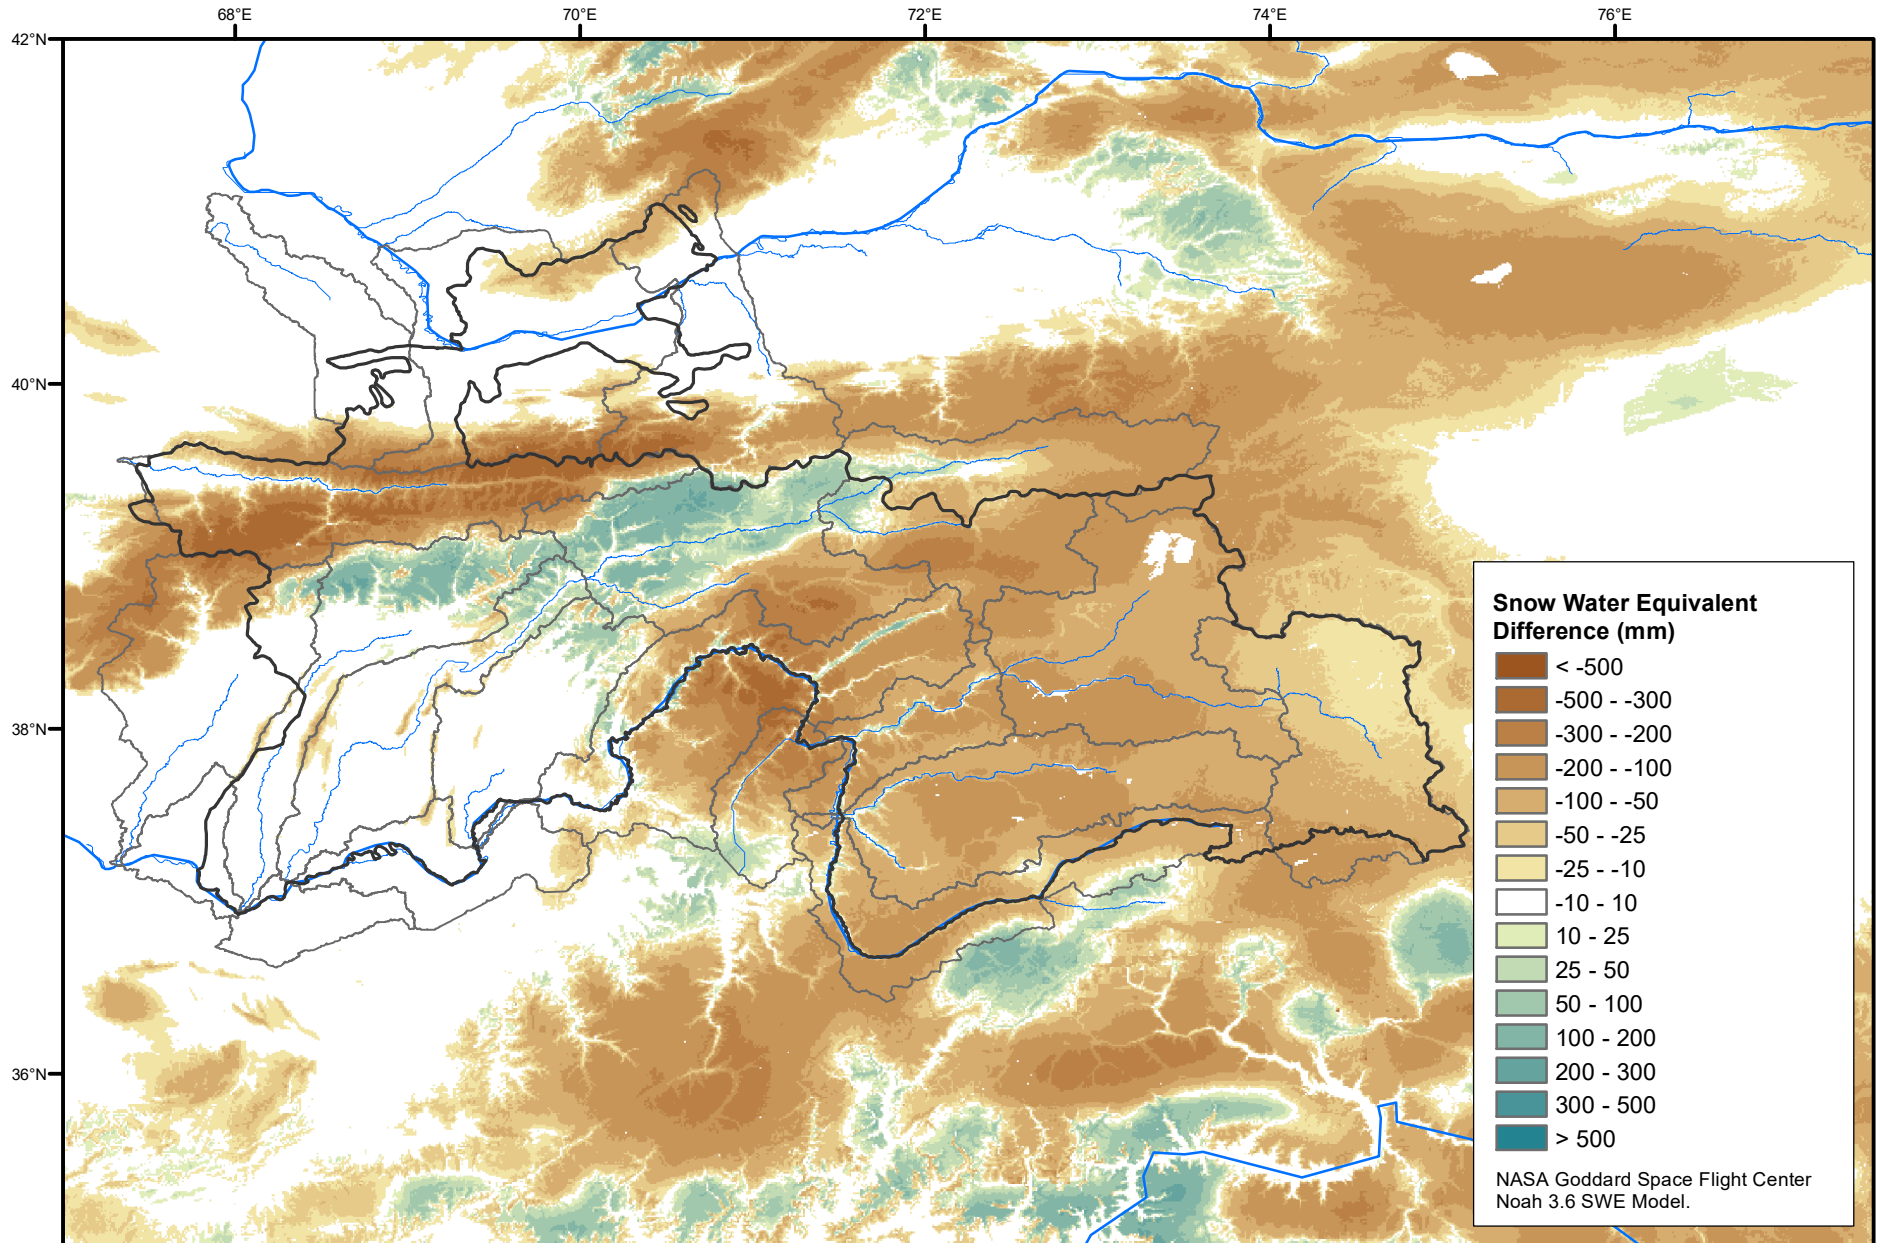 68°E
70°E
72°E
74°E
76°E
42°N
40°N
38°N
36°N
Snow Water Equivalent
Difference (mm)
< -500
-500 - -300
-300 - -200
-200 - -100
-100 - -50
-50 - -25
-25 - -10
-10 - 10
10 - 25
25 - 50
50 - 100
100 - 200
200 - 300
300 - 500
> 500
NASA Goddard Space Flight Center
Noah 3.6 SWE Model.